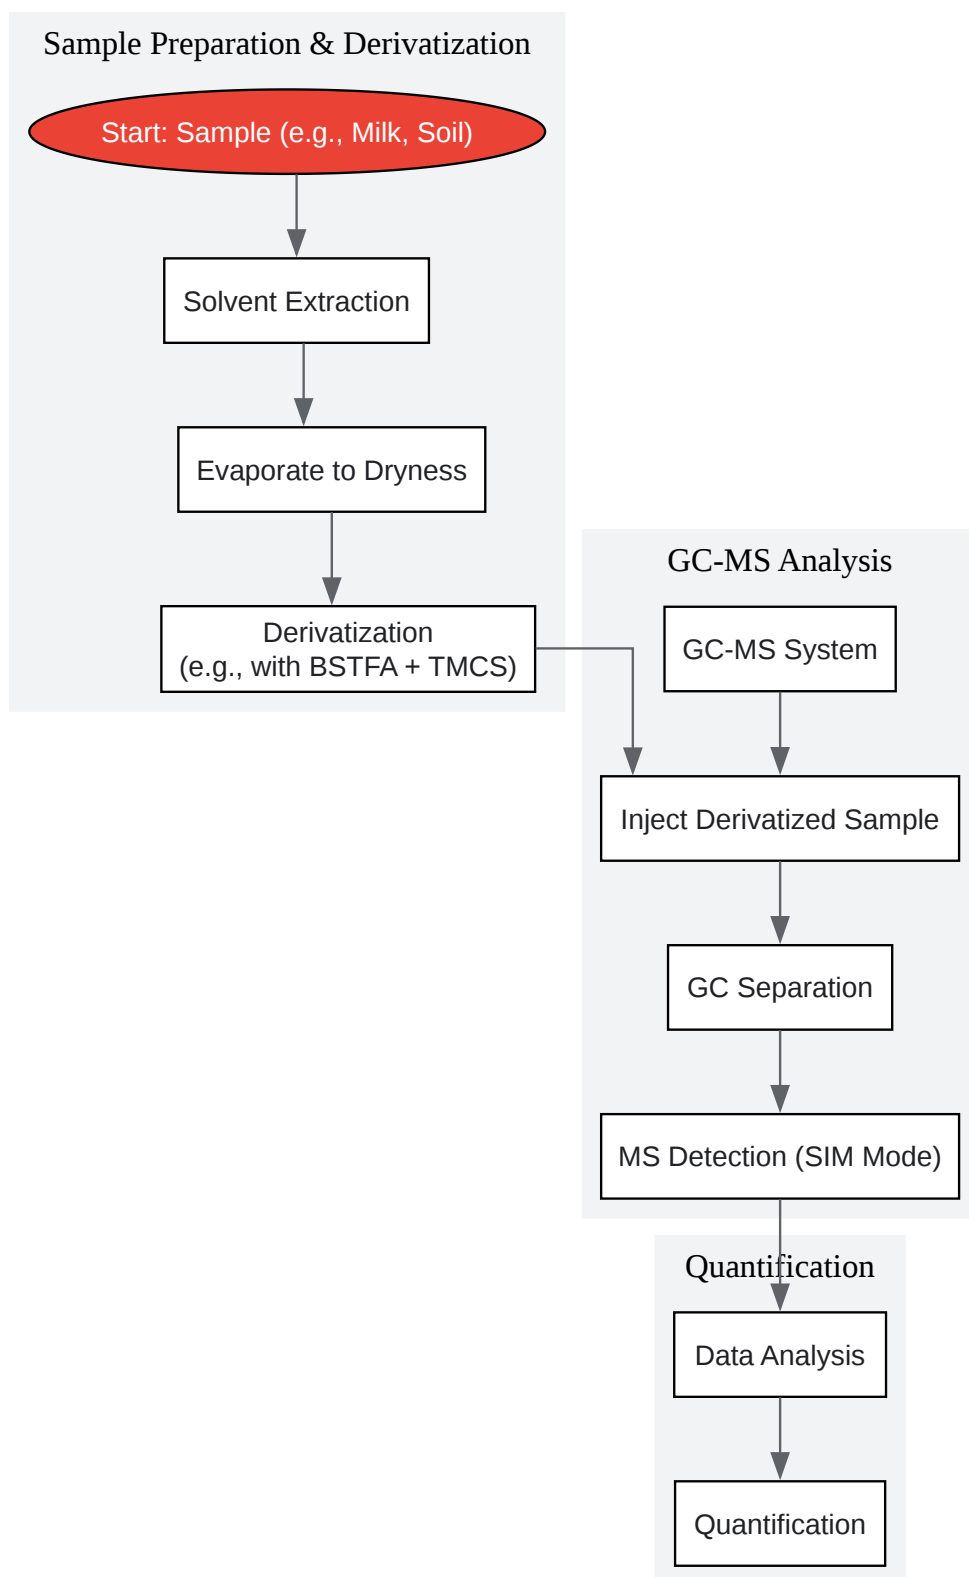 Sample Preparation & Derivatization
Start: Sample (e.g., Milk, Soil)
Solvent Extraction
Evaporate to Dryness
Derivatization
(e.g., with BSTFA + TMCS)
GC-MS Analysis
GC-MS System
Inject Derivatized Sample
GC Separation
MS Detection (SIM Mode)
Quantification
Data Analysis
Quantification